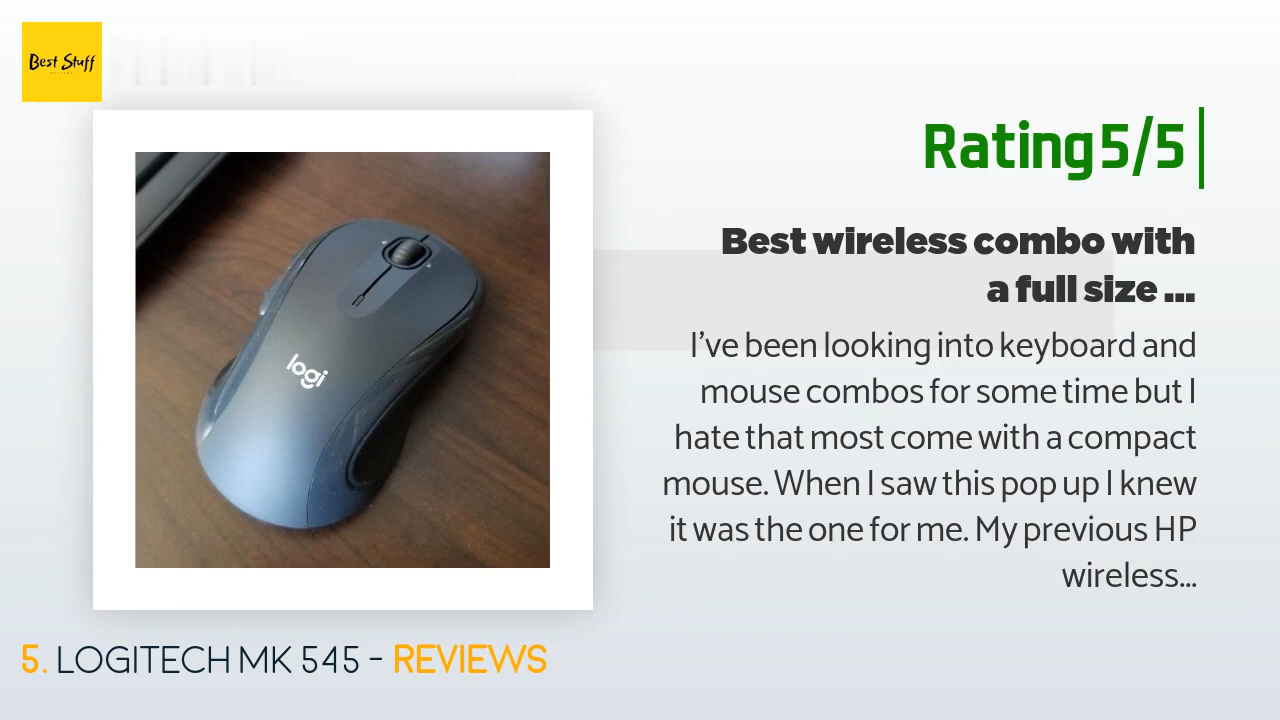 Best Stuff
Rating 5/5
Best wireless combo with
a full size ...
I've been looking into keyboard and
mouse combos for some time but I
hate that most come with a compact
mouse. When I saw this pop up I knew
it was the one for me. My previous HP
wireless...
logi
5. LOGITECH MK 545 - REVIEWS